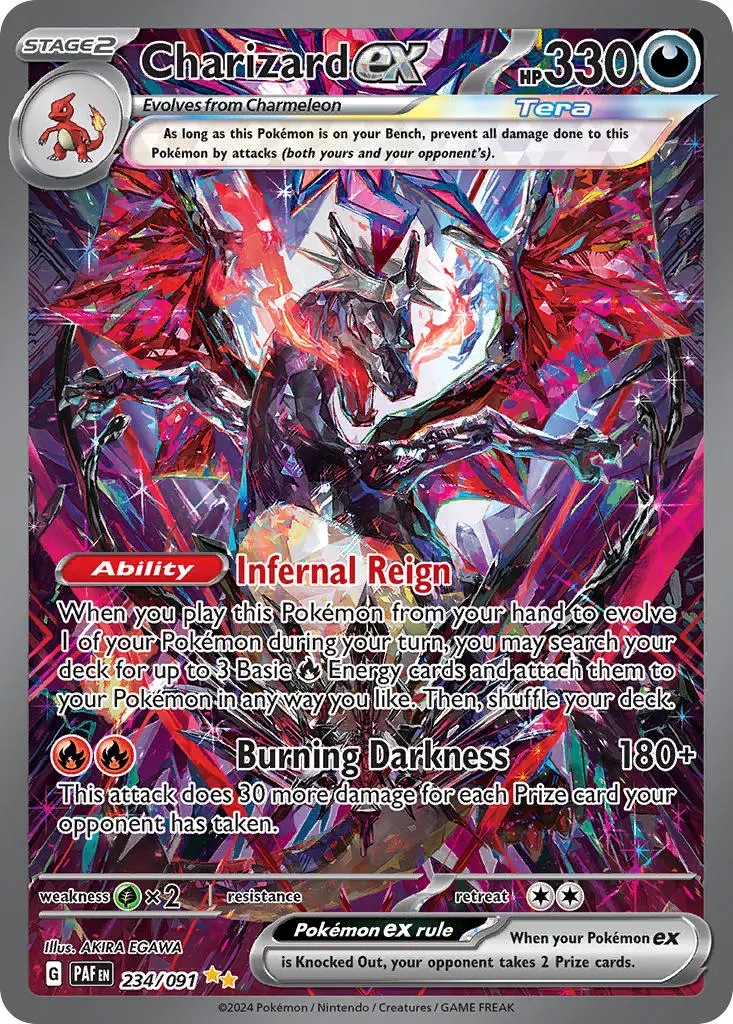 STAGE2
Charizard ex
HP 330
Evolves from Charmeleon
Tera
As long as this Pokémon is on your Bench, prevent all damage done to this
Pokémon by attacks (both yours and your opponent's).
Ability Infernal Reign
When you play this Pokémon from your hand to evolve
1 of your Pokémon during your turn, you may search your
deck for up to 3 Basic Energy cards and attach them to
your Pokémon in any way you like. Then, shuffle your deck.
Burning Darkness 180+
This attack does 30 more damage for each Prize card your
opponent has taken.
weakness ×2 resistance retreat
Illus. AKIRA EGAWA
Pokémon ex rule When your Pokémon ex
is Knocked Out, your opponent takes 2 Prize cards.
G PAF EN 234/091
©2024 Pokémon / Nintendo / Creatures / GAME FREAK